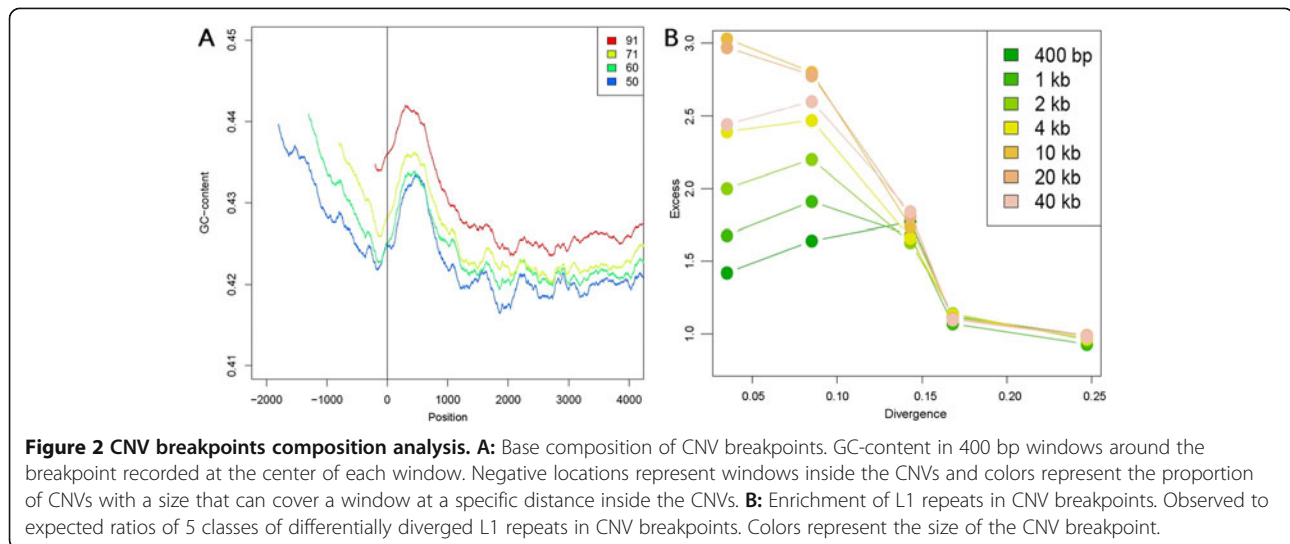 A
B
91
71
60
50
0.45
0.44
0.43
0.42
0.41
GC-content
−2000
−1000
0
1000
2000
3000
4000
Position
400 bp
1 kb
2 kb
4 kb
10 kb
20 kb
40 kb
3.0
2.5
2.0
1.5
1.0
Excess
0.05
0.10
0.15
0.20
0.25
Divergence
Figure 2 CNV breakpoints composition analysis. A: Base composition of CNV breakpoints. GC-content in 400 bp windows around the
breakpoint recorded at the center of each window. Negative locations represent windows inside the CNVs and colors represent the proportion
of CNVs with a size that can cover a window at a specific distance inside the CNVs. B: Enrichment of L1 repeats in CNV breakpoints. Observed to
expected ratios of 5 classes of differentially diverged L1 repeats in CNV breakpoints. Colors represent the size of the CNV breakpoint.